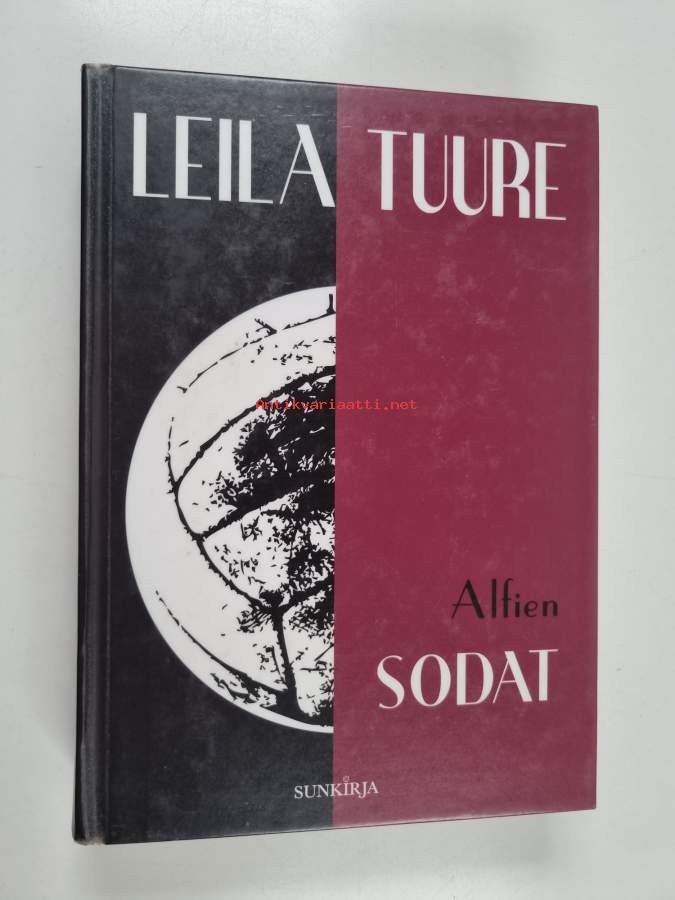 LEILA TUURE
Antikvariaatti.net
Alfien
SODAT
SUNKIRJA